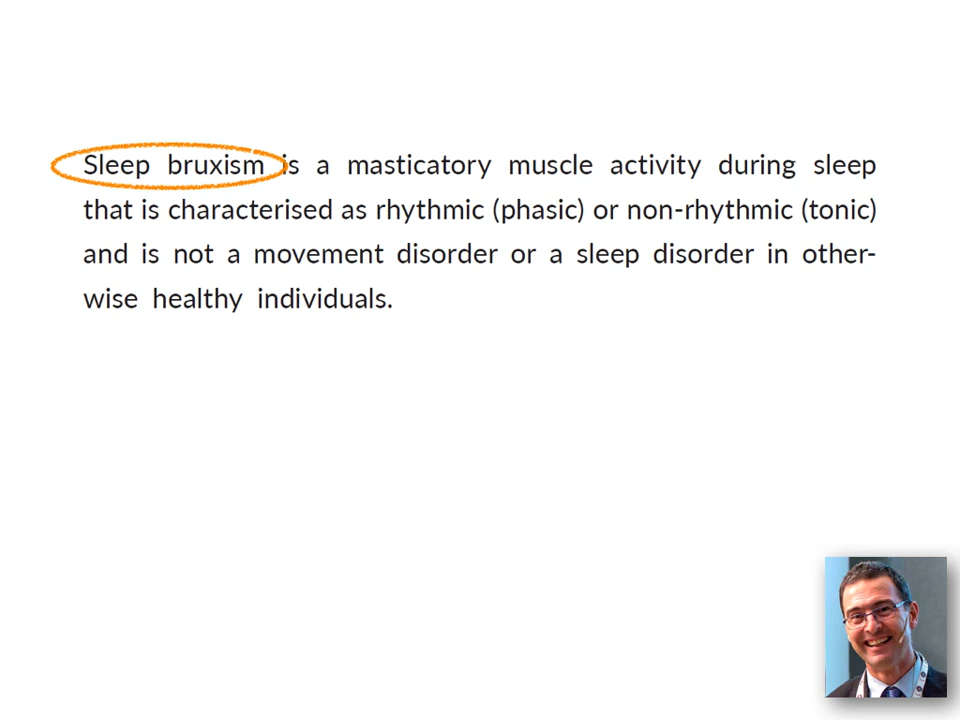 Sleep bruxism is a masticatory muscle activity during sleep
that is characterised as rhythmic (phasic) or non-rhythmic (tonic)
and is not a movement disorder or a sleep disorder in other-
wise healthy individuals.